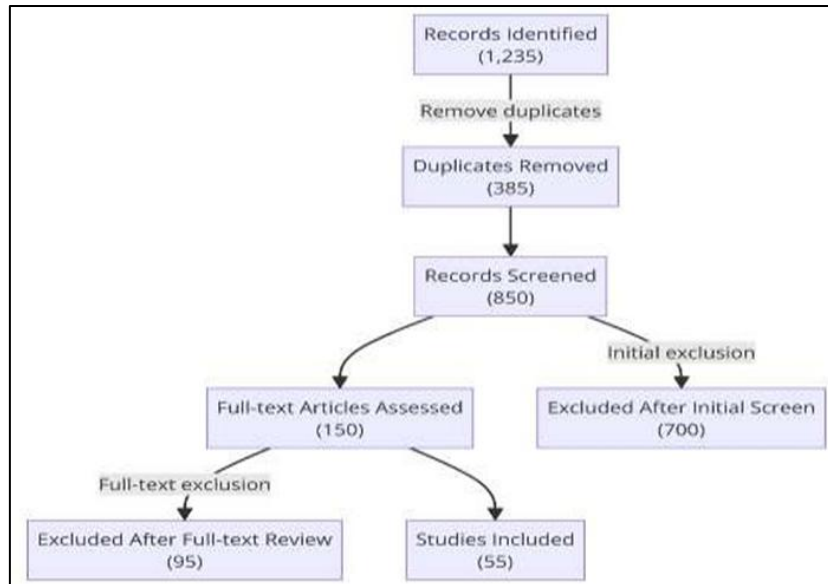 Records Identified
(1,235)
Remove duplicates
Duplicates Removed
(385)
Records Screened
(850)
Initial exclusion
Full-text Articles Assessed
(150)
Excluded After Initial Screen
(700)
Full-text exclusion
Excluded After Full-text Review
(95)
Studies Included
(55)